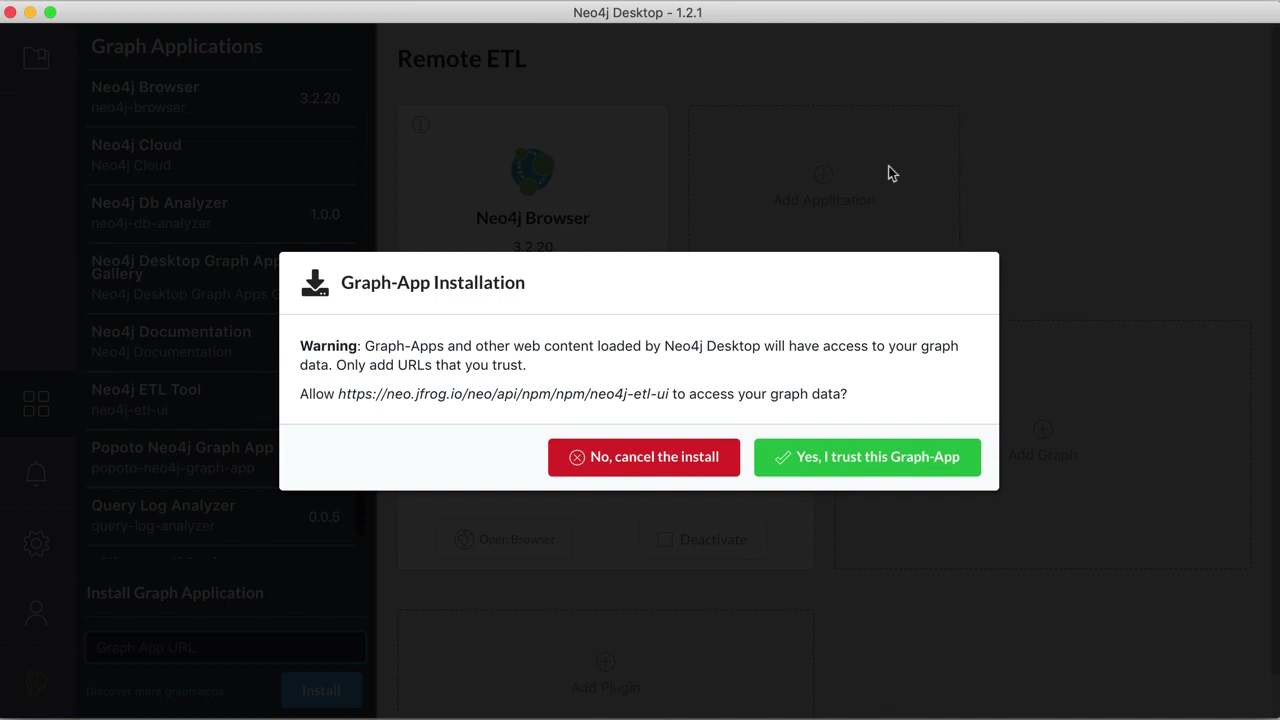 Neo4j Desktop - 1.2.1
Graph Applications
Neo4j Browser
neo4j-browser
3.2.20
Neo4j Cloud
Neo4j Cloud
Neo4j Db Analyzer
neo4j-db-analyzer
1.0.0
Neo4j Desktop Graph App
Gallery
Neo4j Desktop Graph Apps G
Neo4j Documentation
Neo4j Documentation
Neo4j ETL Tool
neo4j-etl-ui
Popoto Neo4j Graph App
popoto-neo4j-graph-app
Query Log Analyzer
query-log-analyzer
0.0.5
Install Graph Application
Graph App URL
Discover more graph apps
Install
Remote ETL
Neo4j Browser
3.2.20
Add Application
Graph-App Installation
Warning: Graph-Apps and other web content loaded by Neo4j Desktop will have access to your graph
data. Only add URLs that you trust.
Allow https://neo.jfrog.io/neo/api/npm/npm/neo4j-etl-ui to access your graph data?
No, cancel the install
Yes, I trust this Graph-App
Add Graph
Open Browser
Deactivate
Add Plugin